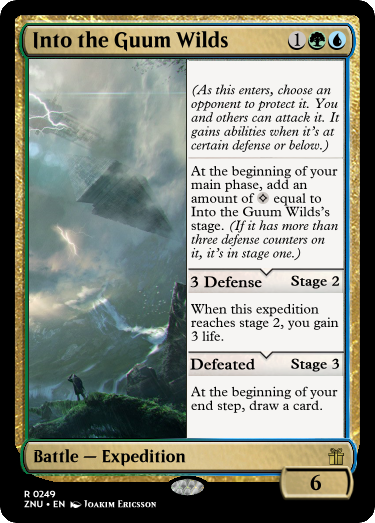 Into the Guum Wilds 1
(As this enters, choose an
opponent to protect it. You
and others can attack it. It
gains abilities when it's at
certain defense or below.)
At the beginning of your
main phase, add an
amount of equal to
Into the Guum Wilds's
stage. (If it has more than
three defense counters on
it, it's in stage one.)
3 Defense Stage 2
When this expedition
reaches stage 2, you gain
3 life.
Defeated Stage 3
At the beginning of your
end step, draw a card.
Battle — Expedition
6
R 0249
ZNU • EN Joakim Ericsson